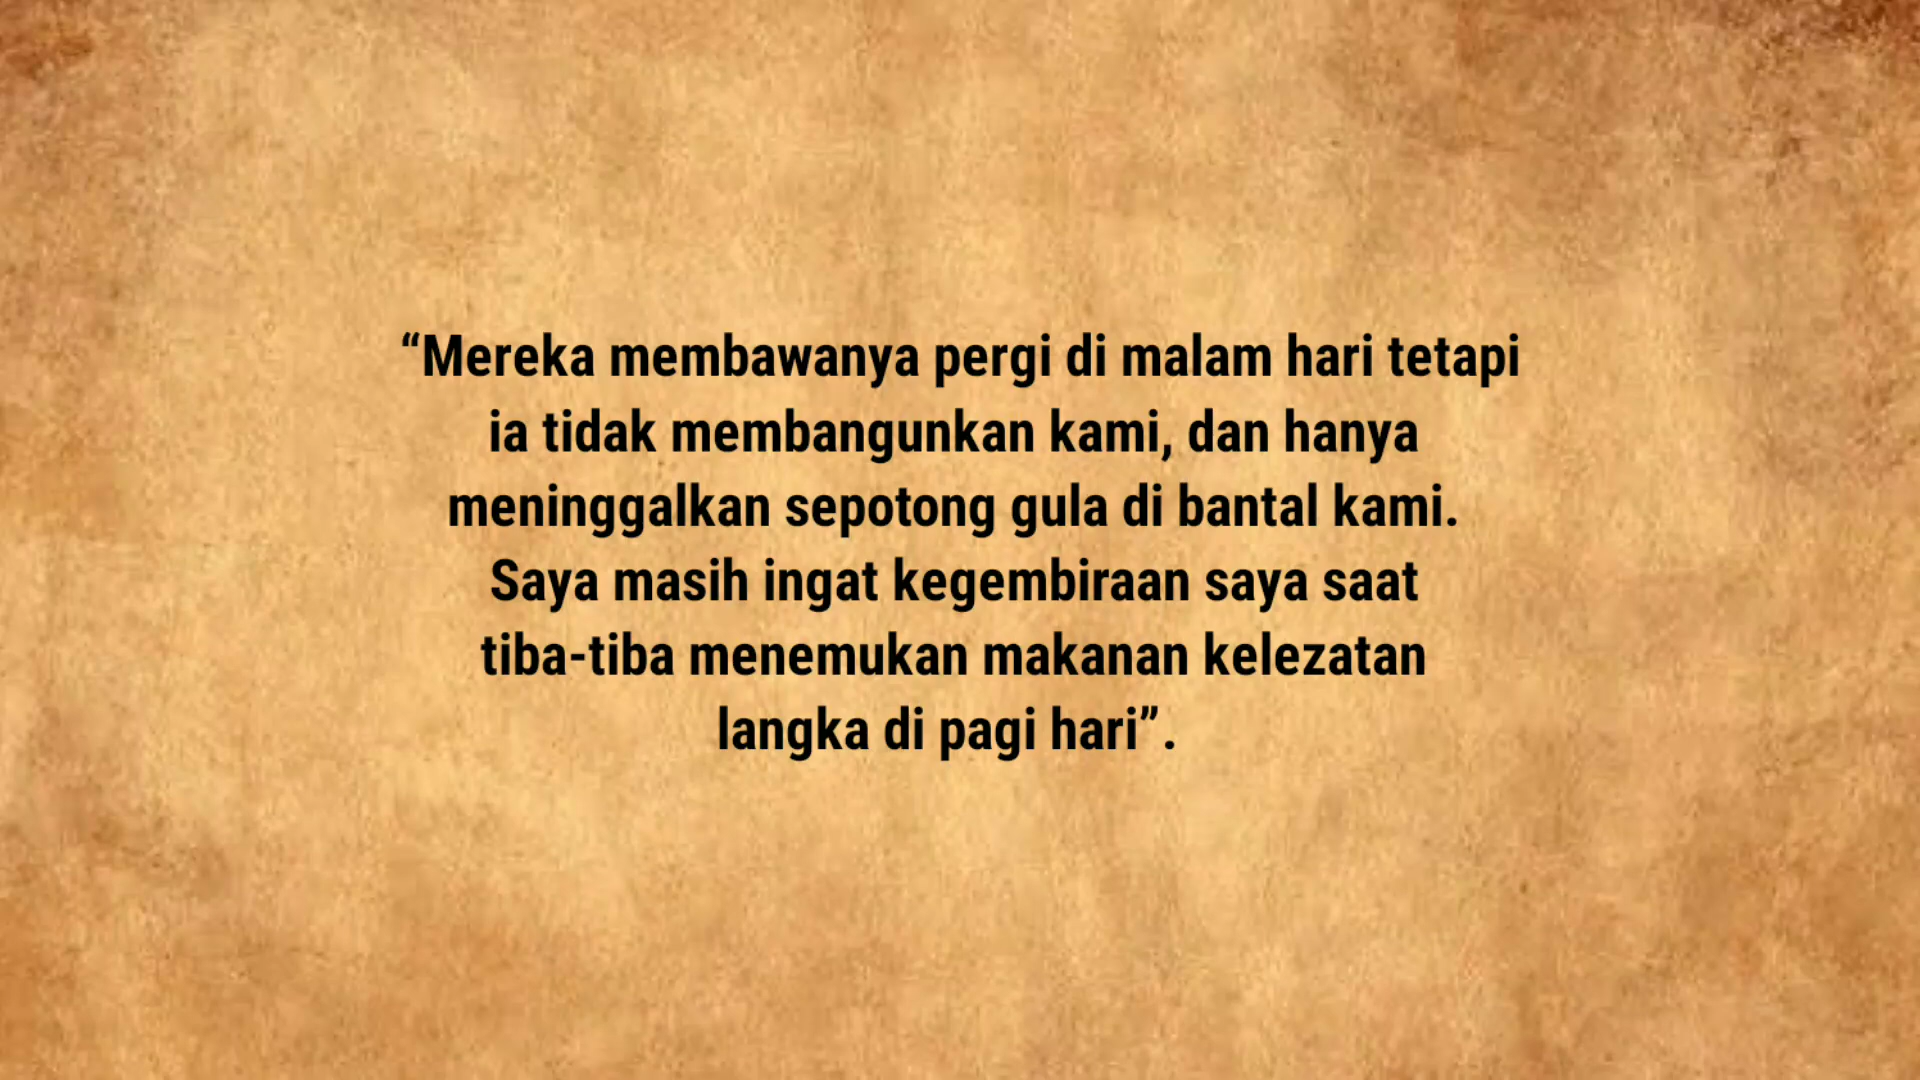 “Mereka membawanya pergi di malam hari tetapi
ia tidak membangunkan kami, dan hanya
meninggalkan sepotong gula di bantal kami.
Saya masih ingat kegembiraan saya saat
tiba-tiba menemukan makanan kelezatan
langka di pagi hari”.